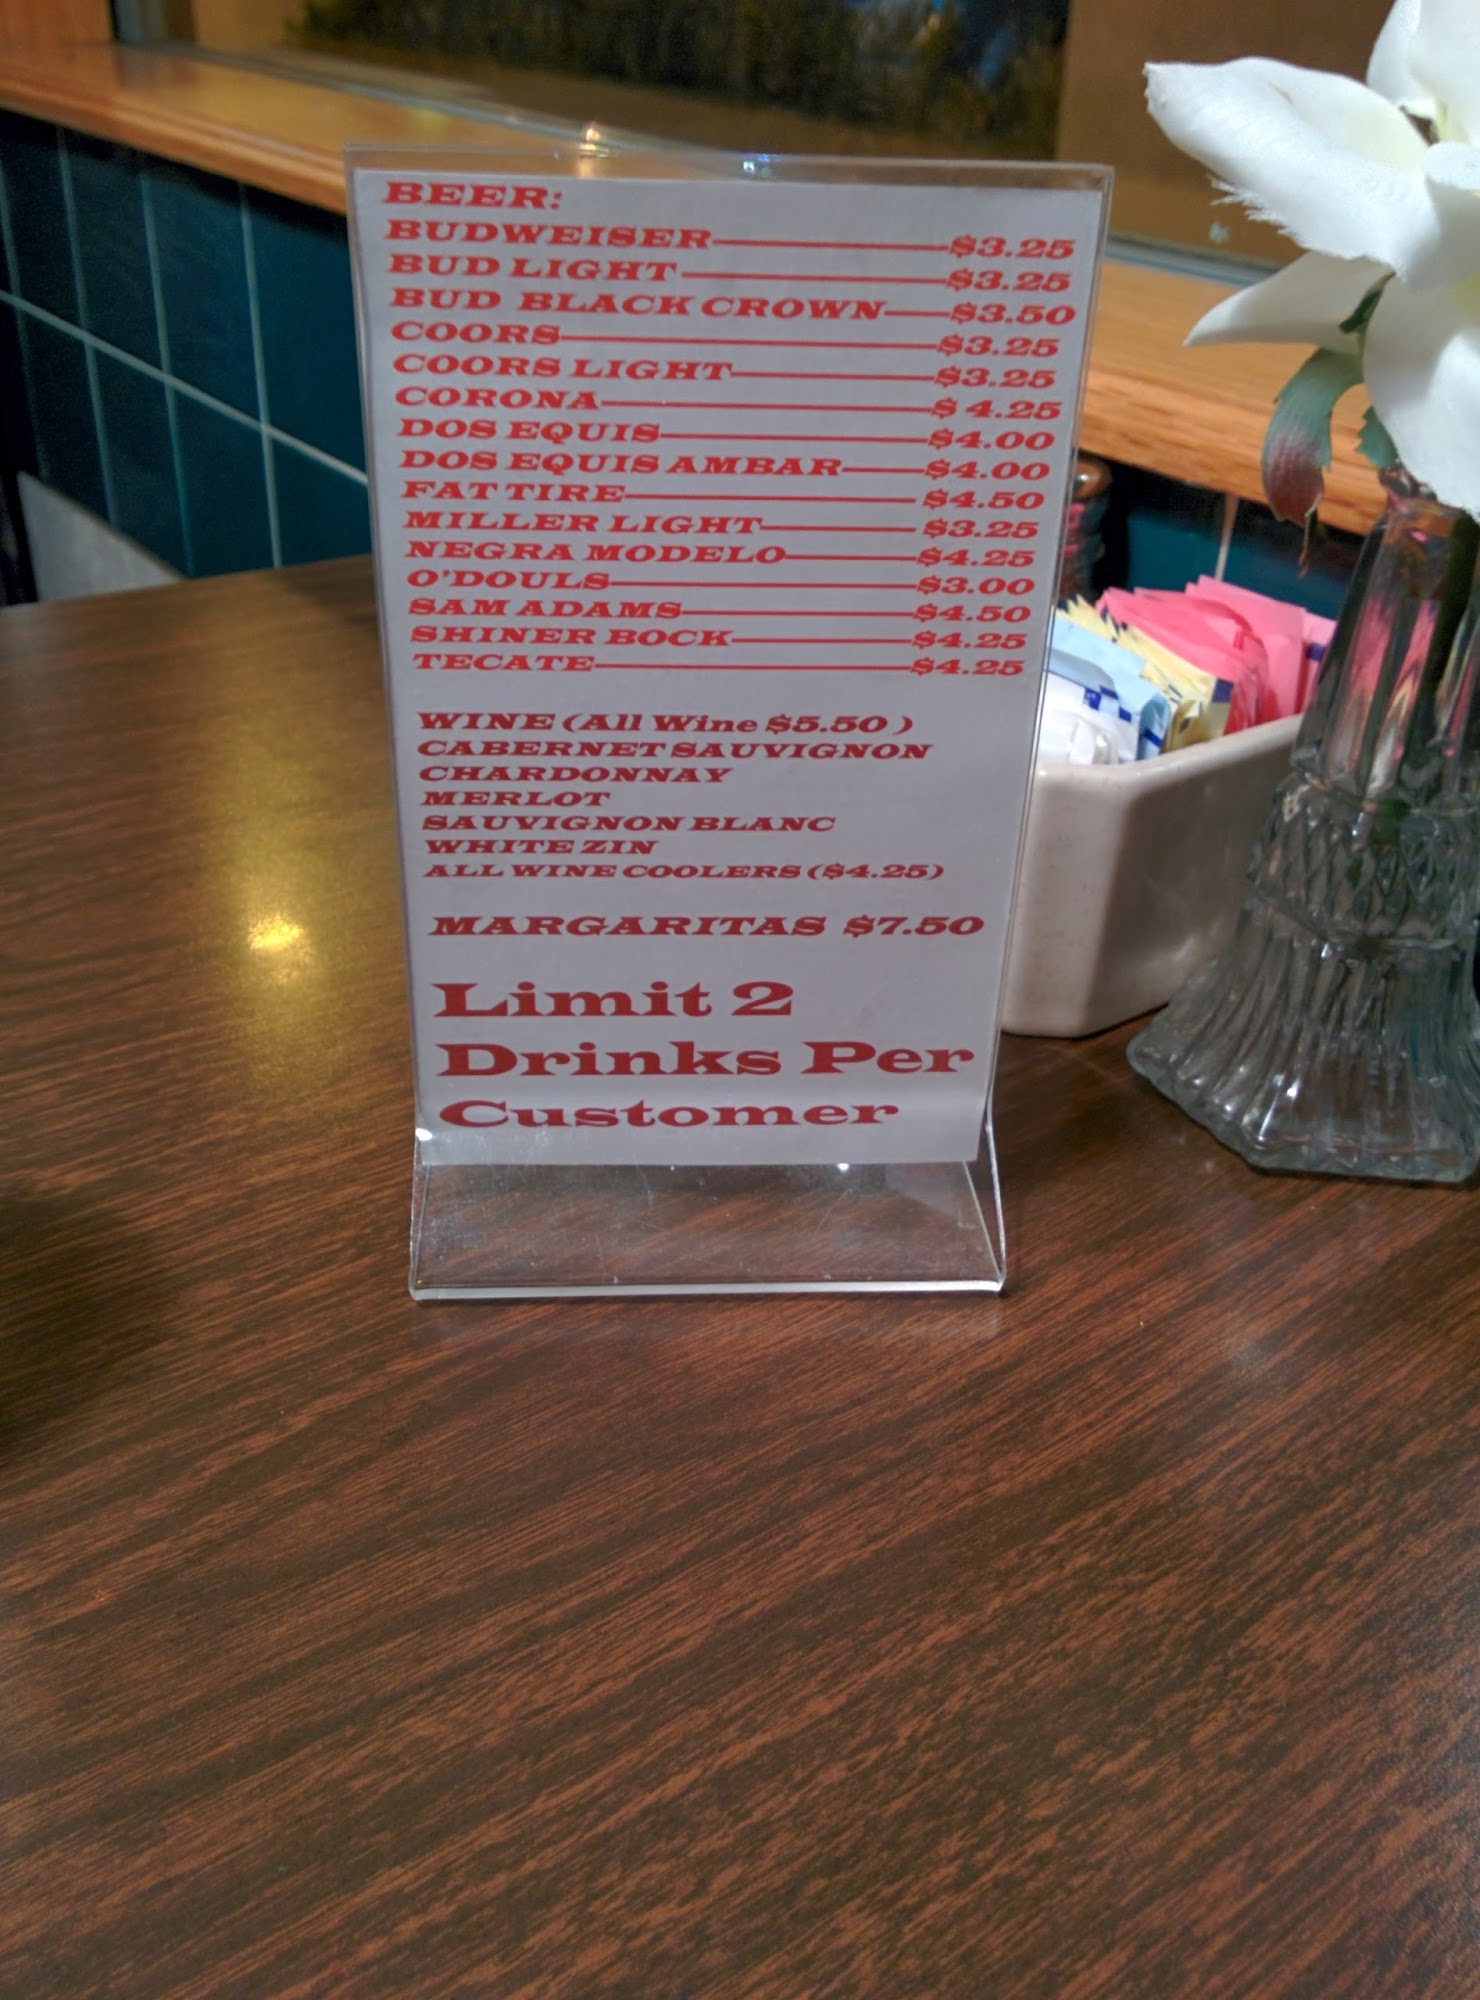 BEER:
BUDWEISER $3.25
BUD LIGHT $3.25
BUD BLACK CROWN $3.50
COORS $3.25
COORS LIGHT $3.25
CORONA $ 4.25
DOS EQUIS $4.00
DOS EQUIS AMBAR $4.00
FAT TIRE $4.50
MILLER LIGHT $3.25
NEGRA MODELO $4.25
O'DOULS $3.00
SAM ADAMS $4.50
SHINER BOCK $4.25
TECATE $4.25
WINE (All Wine $5.50 )
CABERNET SAUVIGNON
CHARDONNAY
MERLOT
SAUVIGNON BLANC
WHITE ZIN
ALL WINE COOLERS ($4.25)
MARGARITAS $7.50
Limit 2
Drinks Per
Customer